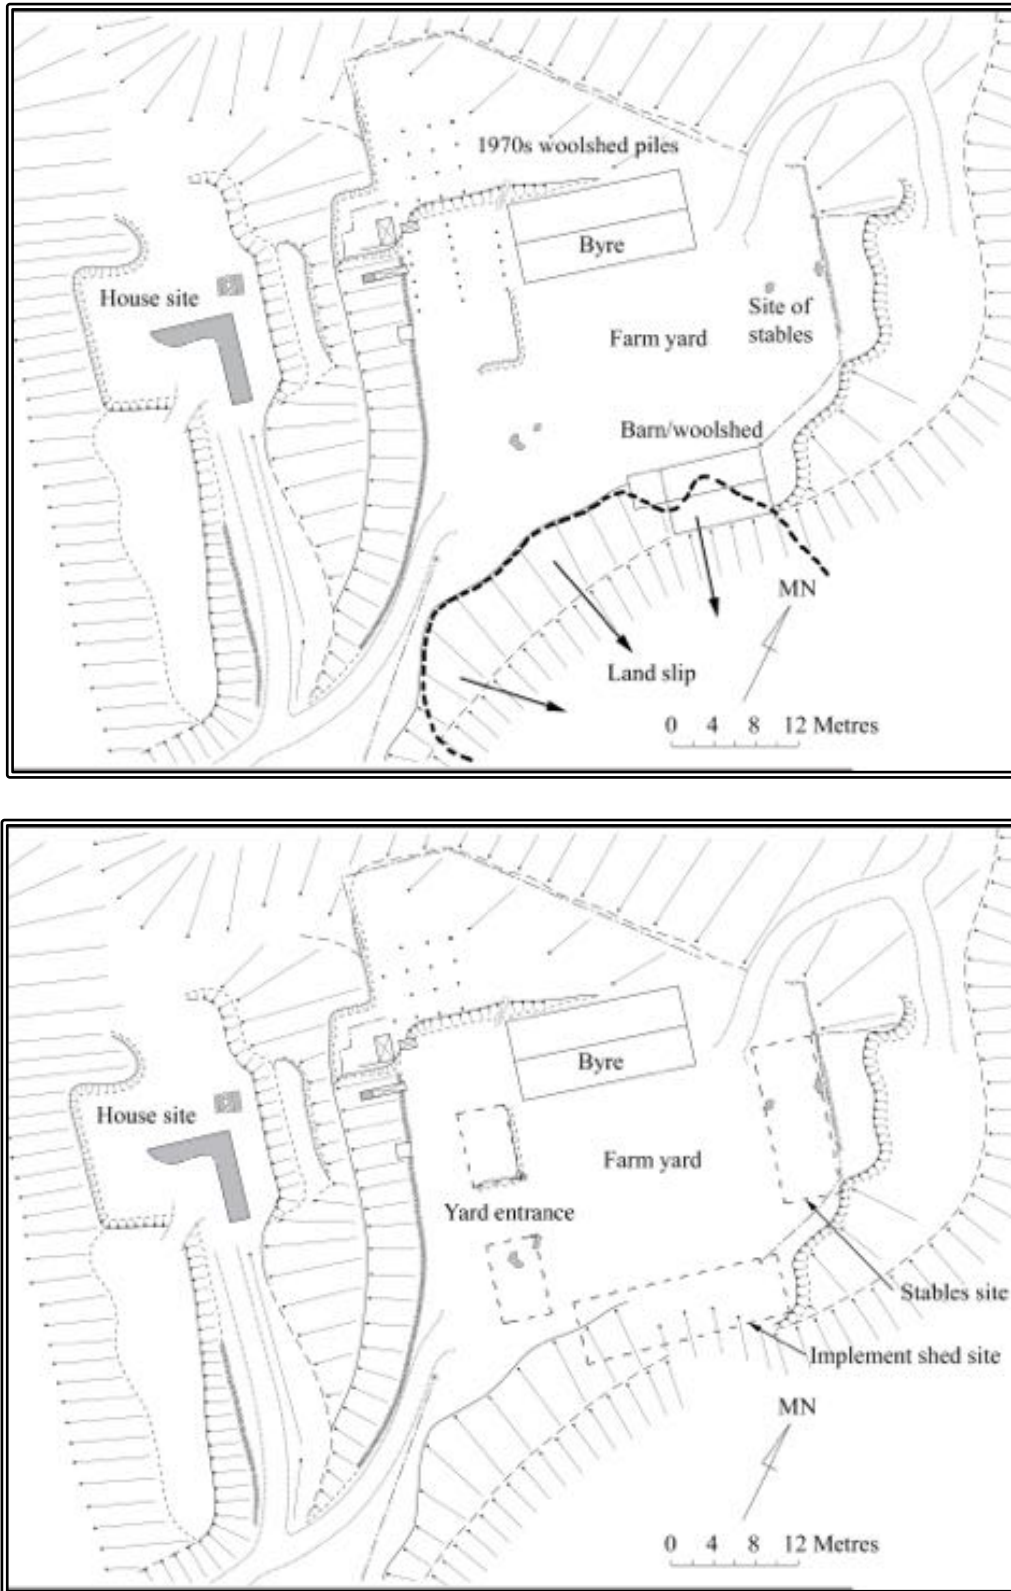 1970s woolshed piles
Byre
House site
Site of
stables
Farm yard
Barn/woolshed
MN
Land slip
0 4 8 12 Metres
Byre
House site
Farm yard
Yard entrance
Stables site
Implement shed site
MN
0 4 8 12 Metres